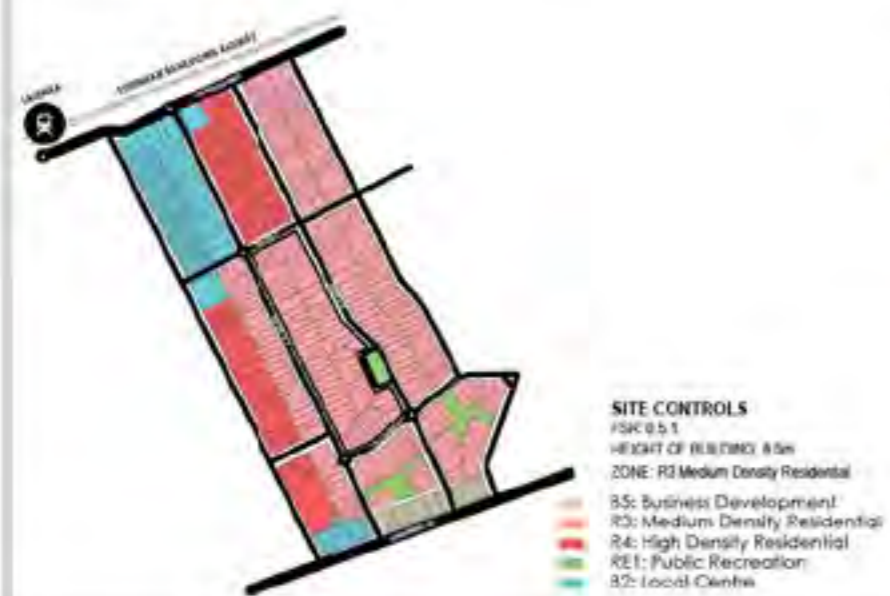 SITE CONTROLS
FSR: 0.5:1
HEIGHT OF BUILDING: 8.5m
ZONE: R3 Medium Density Residential
B5: Business Development
R3: Medium Density Residential
R4: High Density Residential
RE1: Public Recreation
B2: Local Centre